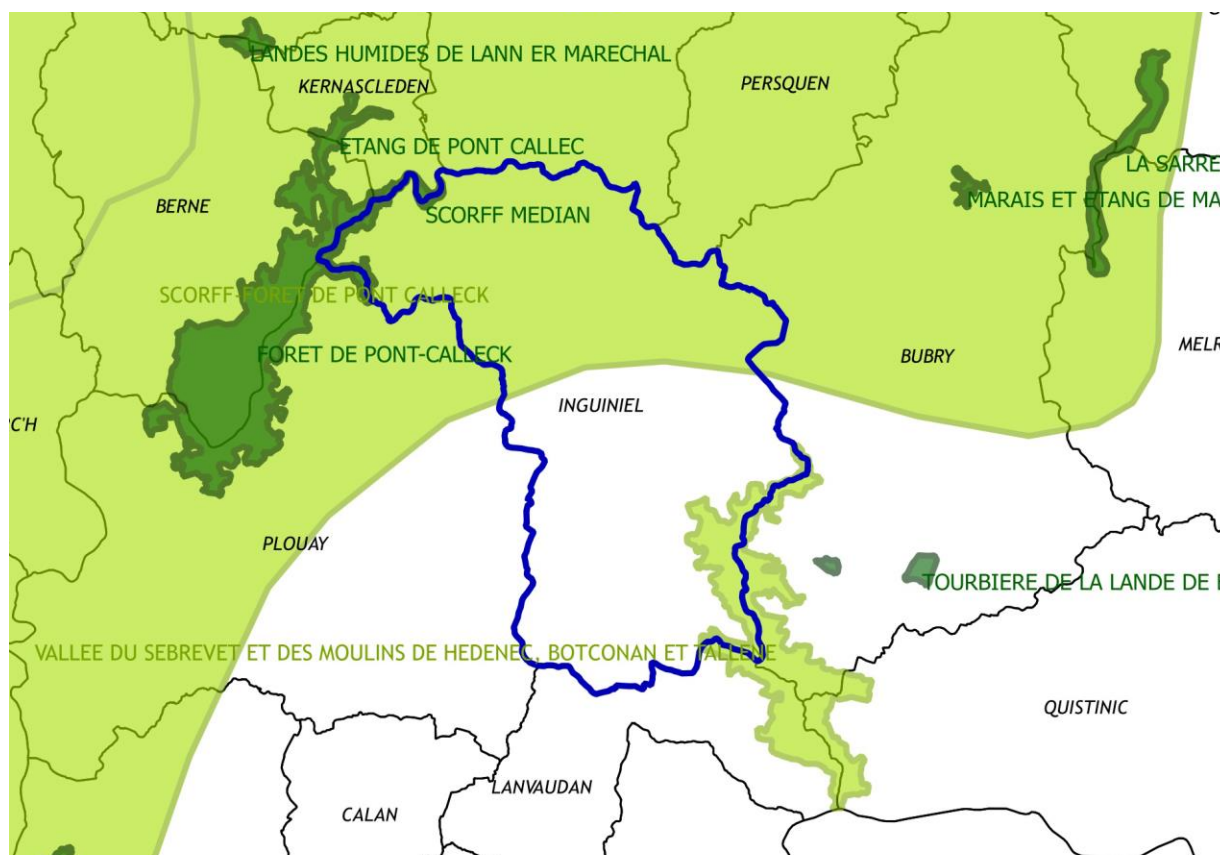 LANDES HUMIDES DE LANN ER MARECHAL
KERNASCLEDEN
PERSQUEN
ETANG DE PONT CALLEC
LA SARRE
BERNE
SCORFF MEDIAN
MARAIS ET ETANG DE MA
SCORFF-FORET DE PONT CALLECK
FORET DE PONT-CALLECK
BUBRY
MELR
INGUINIEL
C'H
PLOUAY
TOURBIERE DE LA LANDE DE
VALLEE DU SEBREVET ET DES MOULINS DE HEDENEC, BOTCONAN ET TALLENE
QUISTINIC
LANVAUDAN
CALAN